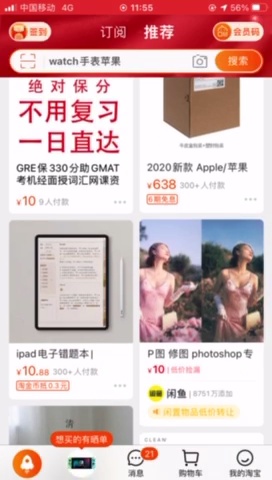 中国移动 4G 11:55 56%
签到 订阅 推荐 会员码
watch手表苹果 搜索
绝对保分
不用复习
一日直达
GRE保330分助GMAT
考机经面授词汇网课资
¥10 9人付款
2020新款 Apple/苹果
¥638 300+人付款
6期免息
ipad电子错题本|
¥10.88 300+人付款
淘金币抵0.3元
P图 修图 photoshop专
¥10 低价捡漏
闲鱼 闲鱼 | 8751万添加
闲置物品低价转让
清
CLEAM
想买的有晒单
21
消息 购物车 我的淘宝